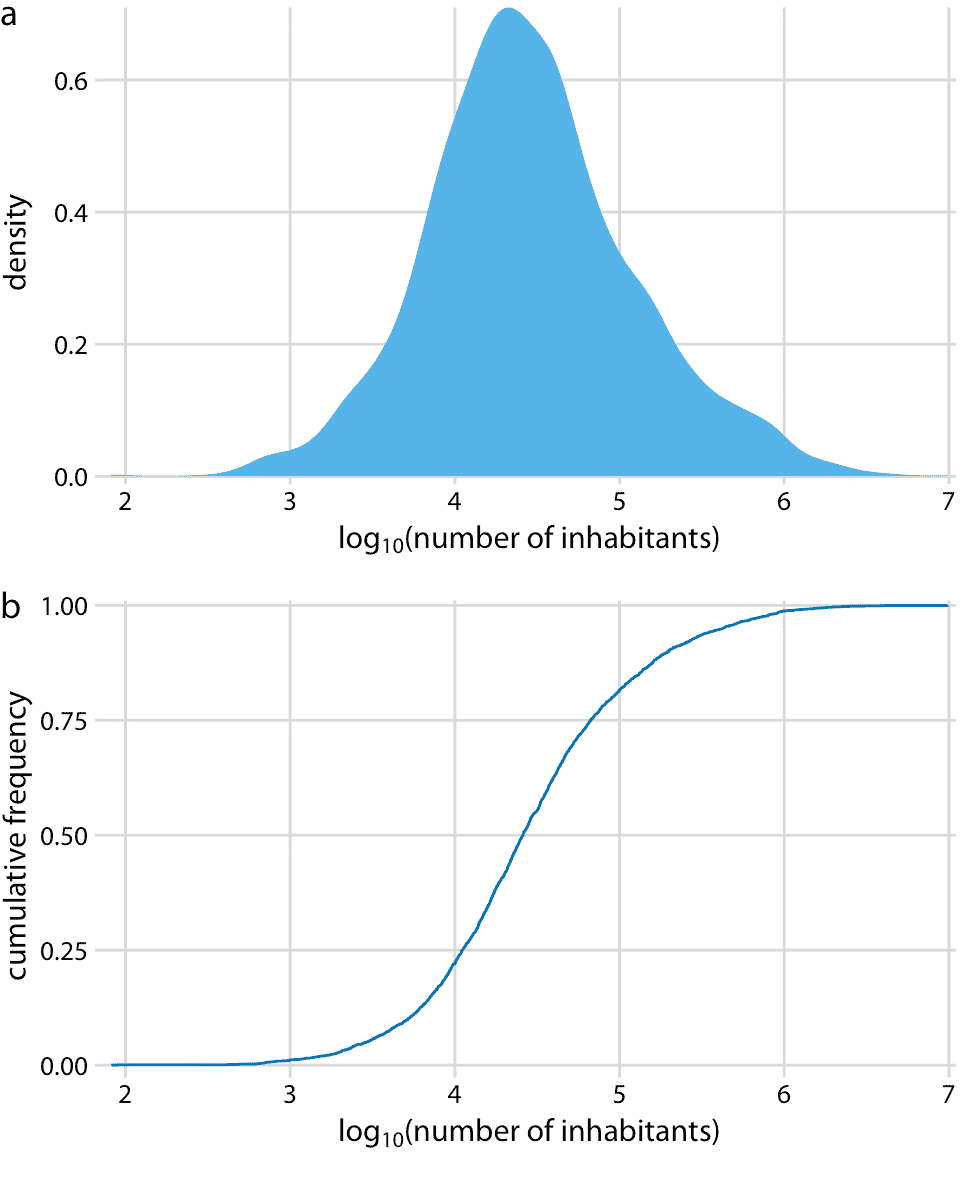 a
0.6
0.4
0.2
0.0
density
2 3 4 5 6 7
log₁₀(number of inhabitants)
b
1.00
0.75
0.50
0.25
0.00
cumulative frequency
2 3 4 5 6 7
log₁₀(number of inhabitants)